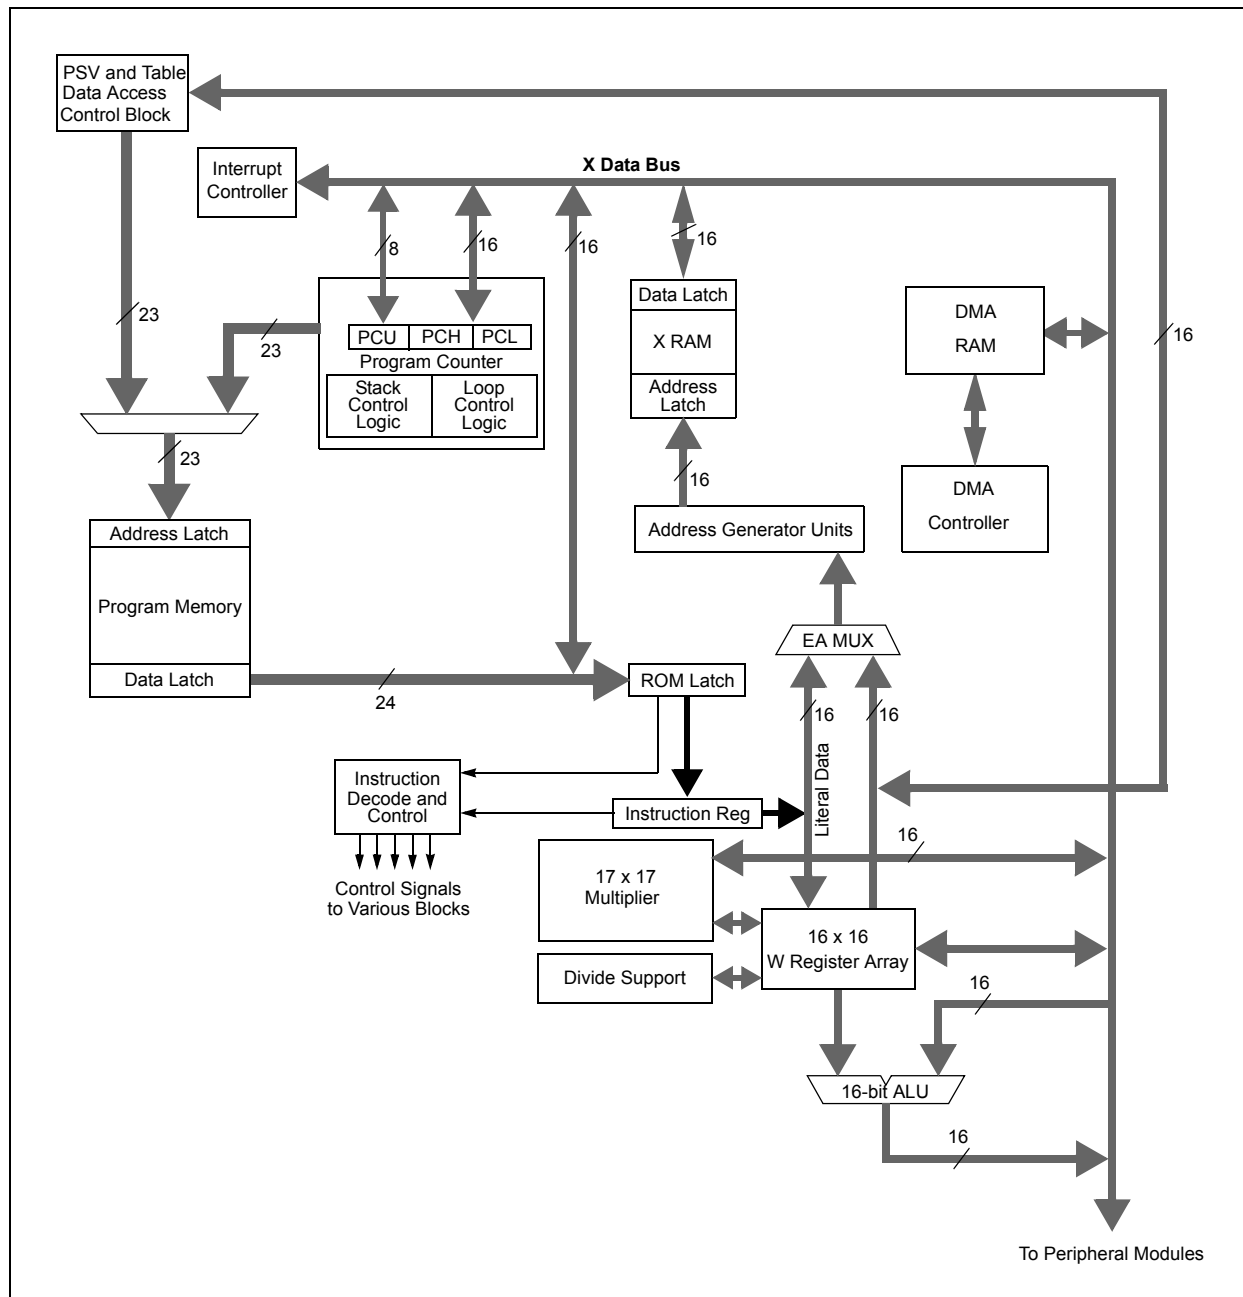 PSV and Table
Data Access
Control Block
Interrupt
Controller
X Data Bus
8
16
16
16
23
23
PCU
PCH
PCL
Program Counter
Stack
Control
Logic
Loop
Control
Logic
Data Latch
X RAM
Address
Latch
DMA
RAM
16
23
16
DMA
Controller
Address Generator Units
Address Latch
Program Memory
Data Latch
24
EA MUX
ROM Latch
16
16
Literal Data
Instruction
Decode and
Control
Instruction Reg
Control Signals
to Various Blocks
16
17 x 17
Multiplier
16 x 16
W Register Array
Divide Support
16
16-bit ALU
16
To Peripheral Modules